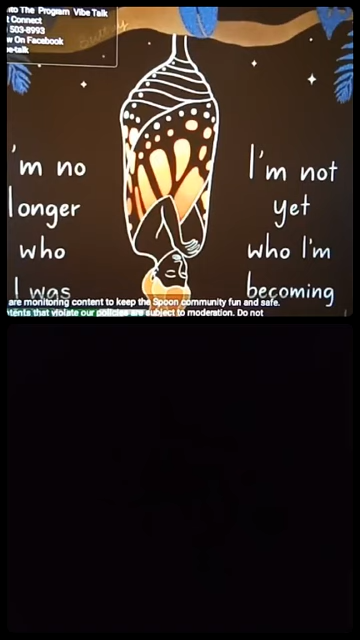 to The Program Vibe Talk
t Connect
503-8993
w On Facebook
e-talk
'm no
longer
who
I was
I'm not
yet
who I'm
becoming
are monitoring content to keep the Spoon community fun and safe.
tents that violate our policies are subject to moderation. Do not